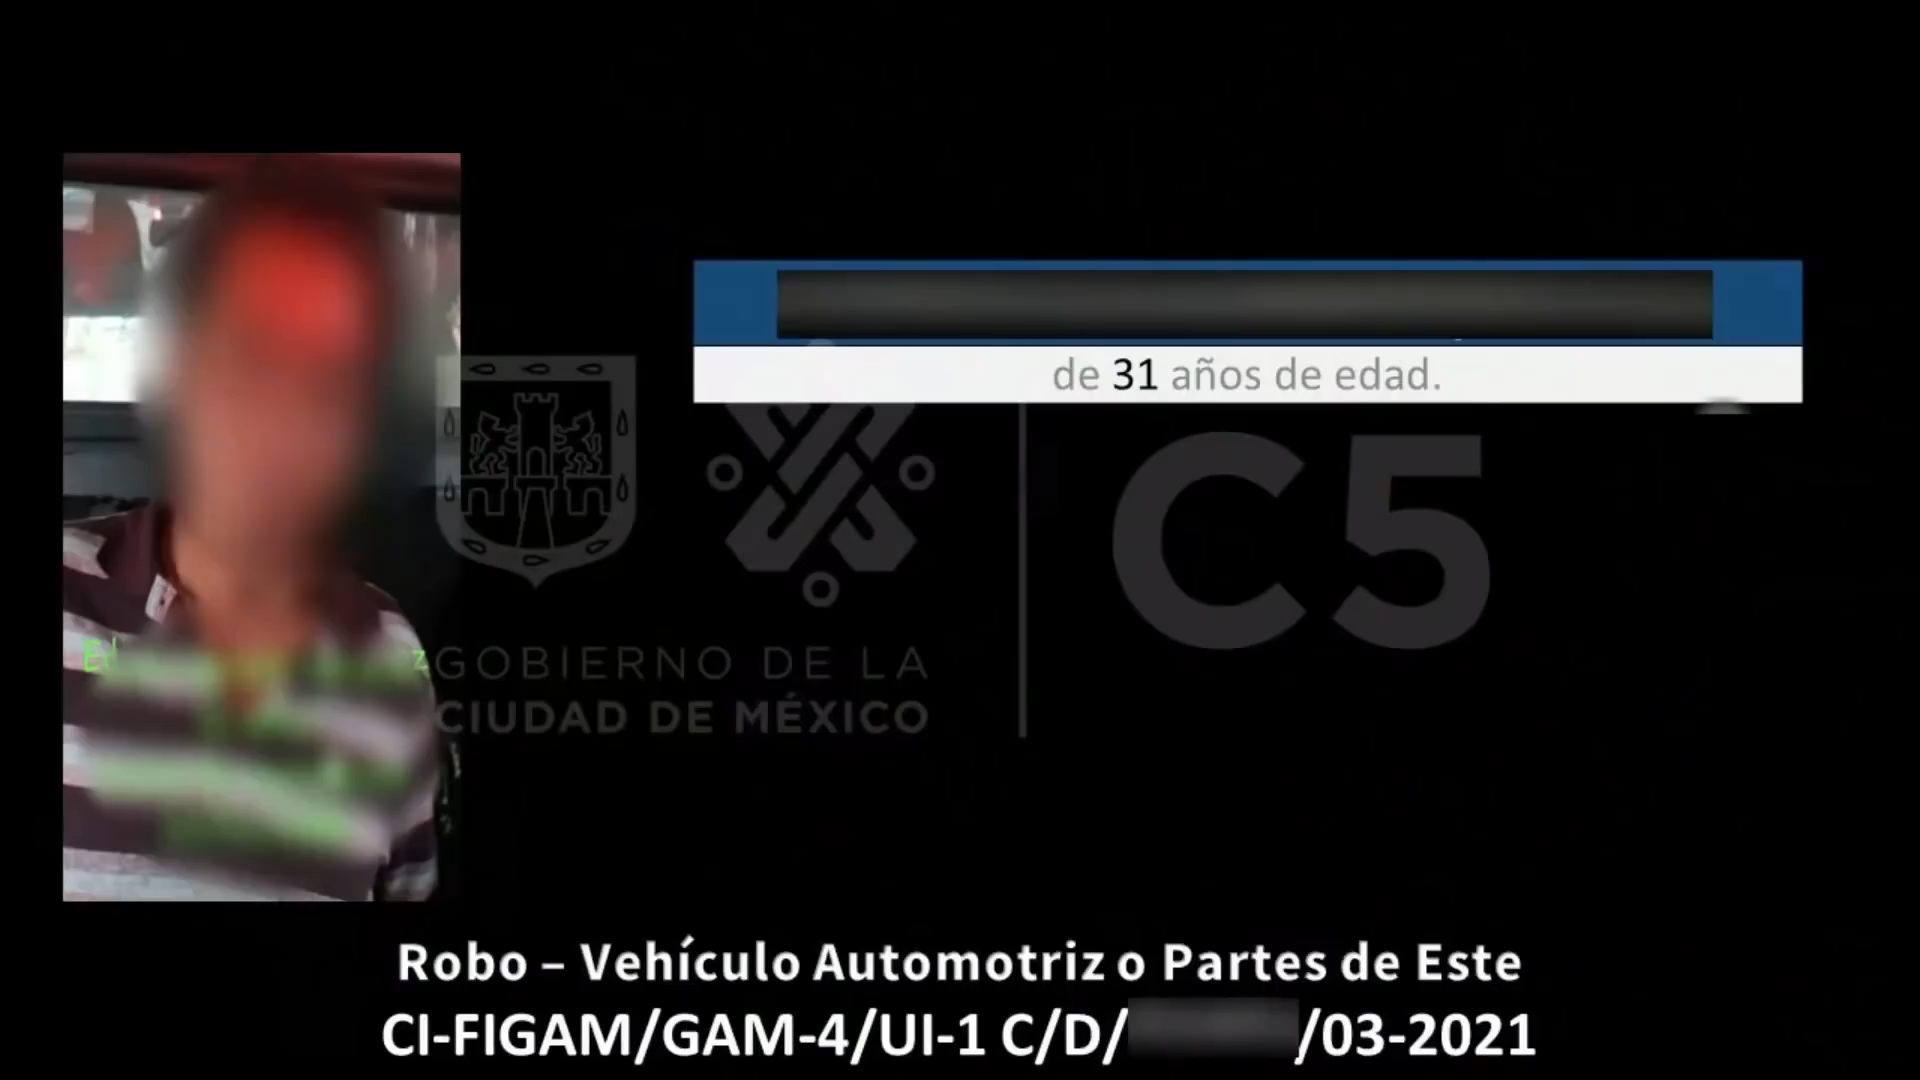 de 31 años de edad.
C5
GOBIERNO DE LA
CIUDAD DE MÉXICO
Robo – Vehículo Automotriz o Partes de Este
CI-FIGAM/GAM-4/UI-1 C/D/ /03-2021